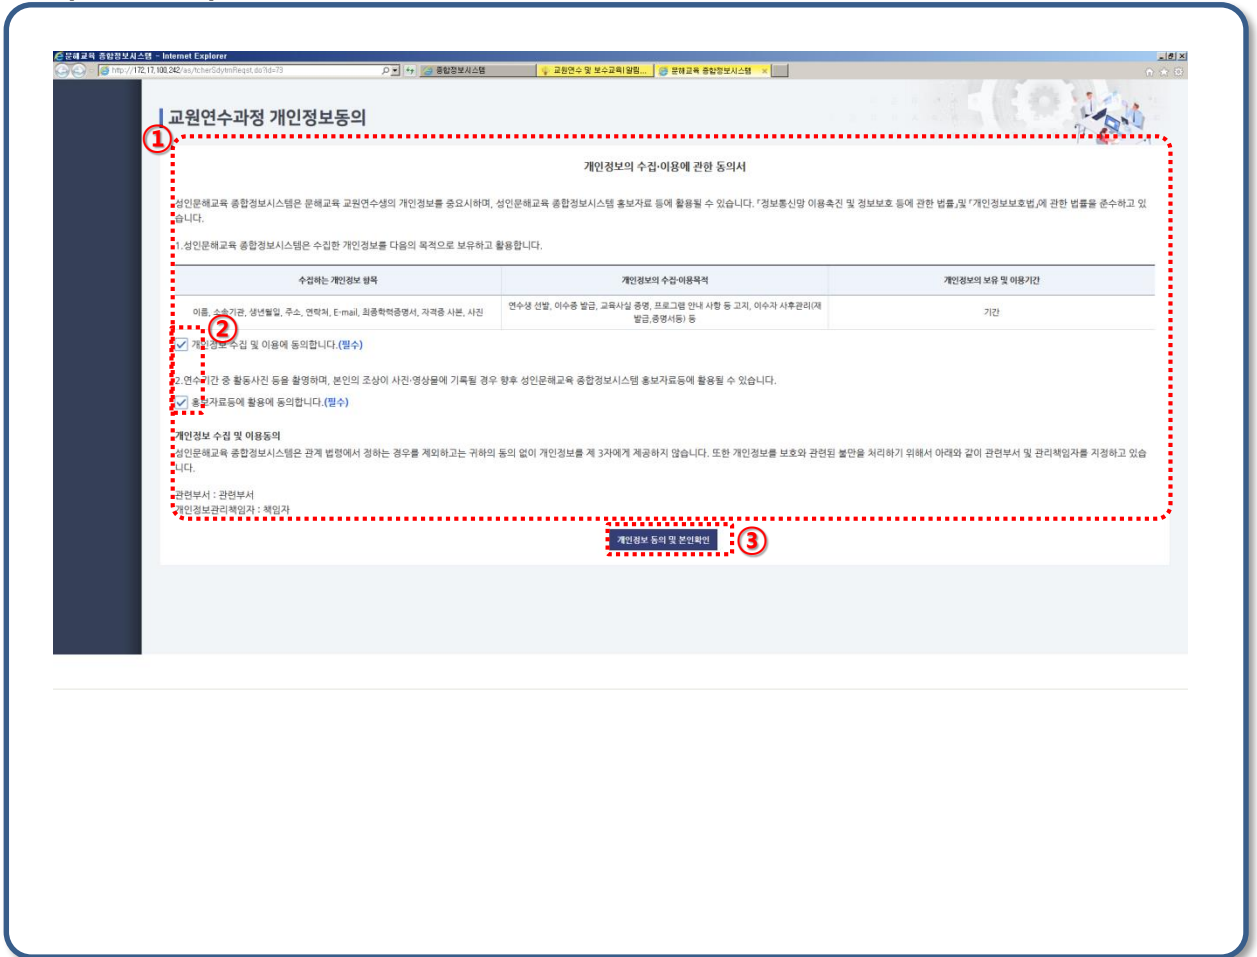 문해교육 종합정보시스템 - Internet Explorer
http://172.17.100.242/es/tcherSdytrnReqst.do?Id=73
종합정보시스템
교원연수 및 보수교육|알림...
문해교육 종합정보시스템
교원연수과정 개인정보동의
①
개인정보의 수집·이용에 관한 동의서
성인문해교육 종합정보시스템은 문해교육 교원연수생의 개인정보를 중요시하며, 성인문해교육 종합정보시스템 홍보자료 등에 활용될 수 있습니다. 「정보통신망 이용촉진 및 정보보호 등에 관한 법률」및 「개인정보보호법」에 관한 법률을 준수하고 있
습니다.
1.성인문해교육 종합정보시스템은 수집한 개인정보를 다음의 목적으로 보유하고 활용합니다.
수집하는 개인정보 항목 개인정보의 수집·이용목적 개인정보의 보유 및 이용기간
이름, 소속기관, 생년월일, 주소, 연락처, E-mail, 최종학력증명서, 자격증 사본, 사진
연수생 선발, 이수증 발급, 교육사실 증명, 프로그램 안내 사항 등 고지, 이수자 사후관리(재
발급,증명서등) 등
기간
②
개인정보 수집 및 이용에 동의합니다.(필수)
2.연수기간 중 활동사진 등을 촬영하며, 본인의 조상이 사진·영상물에 기록될 경우 향후 성인문해교육 종합정보시스템 홍보자료등에 활용될 수 있습니다.
홍보자료등에 활용에 동의합니다.(필수)
개인정보 수집 및 이용동의
성인문해교육 종합정보시스템은 관계 법령에서 정하는 경우를 제외하고는 귀하의 동의 없이 개인정보를 제 3자에게 제공하지 않습니다. 또한 개인정보를 보호와 관련된 불만을 처리하기 위해서 아래와 같이 관련부서 및 관리책임자를 지정하고 있습
니다.
관련부서 : 관련부서
개인정보관리책임자 : 책임자
개인정보 동의 및 본인확인
③